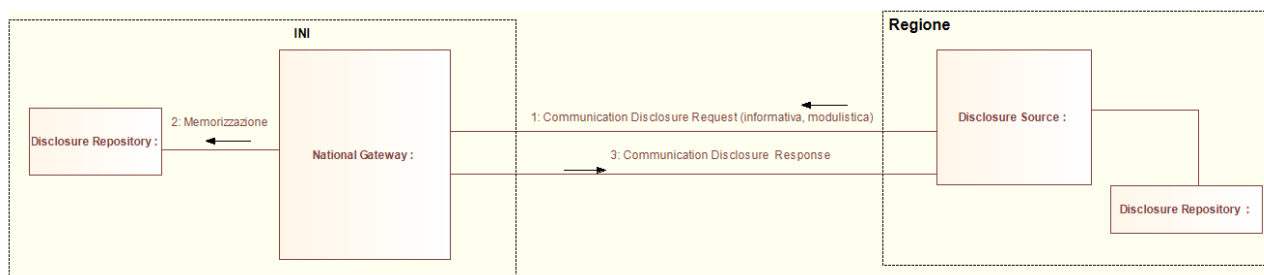 INI
Regione
2: Memorizzazione
Disclosure Repository :
National Gateway :
1: Communication Disclosure Request (informativa, modulistica)
3: Communication Disclosure Response
Disclosure Source :
Disclosure Repository :